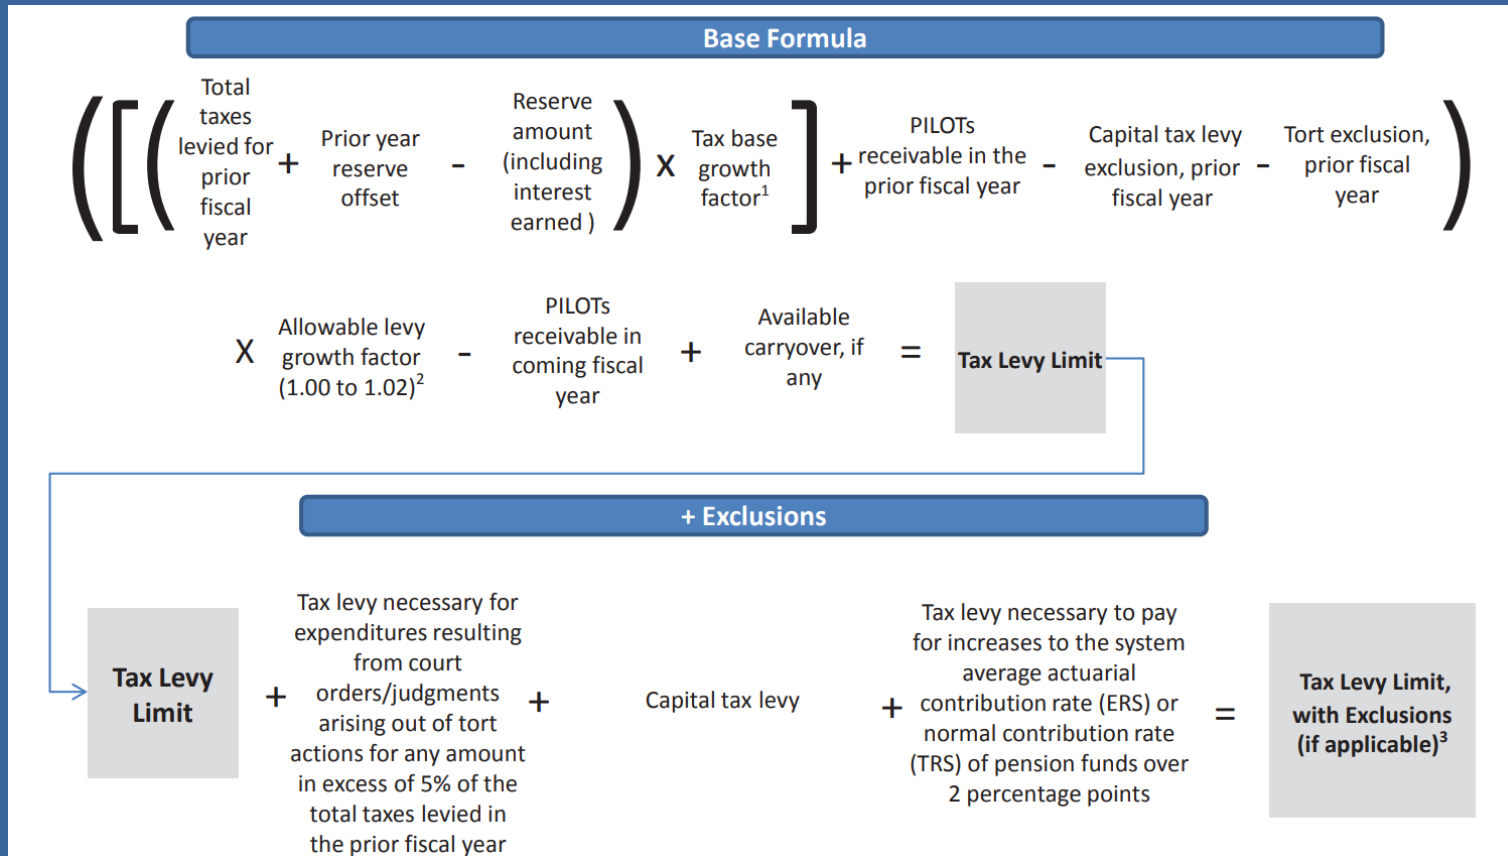 Base Formula
( [ (
Total
taxes
levied for
prior
fiscal
year
+
Prior year
reserve
offset
-
Reserve
amount
(including
interest
earned )
)
X
Tax base
growth
factor¹
]
+
PILOTs
receivable in the
prior fiscal year
-
Capital tax levy
exclusion, prior
fiscal year
-
Tort exclusion,
prior fiscal
year
)
X
Allowable levy
growth factor
(1.00 to 1.02)²
-
PILOTs
receivable in
coming fiscal
year
+
Available
carryover, if
any
=
Tax Levy Limit
+ Exclusions
Tax Levy
Limit
+
Tax levy necessary for
expenditures resulting
from court
orders/judgments
arising out of tort
actions for any amount
in excess of 5% of the
total taxes levied in
the prior fiscal year
+
Capital tax levy
+
Tax levy necessary to pay
for increases to the system
average actuarial
contribution rate (ERS) or
normal contribution rate
(TRS) of pension funds over
2 percentage points
=
Tax Levy Limit,
with Exclusions
(if applicable)³